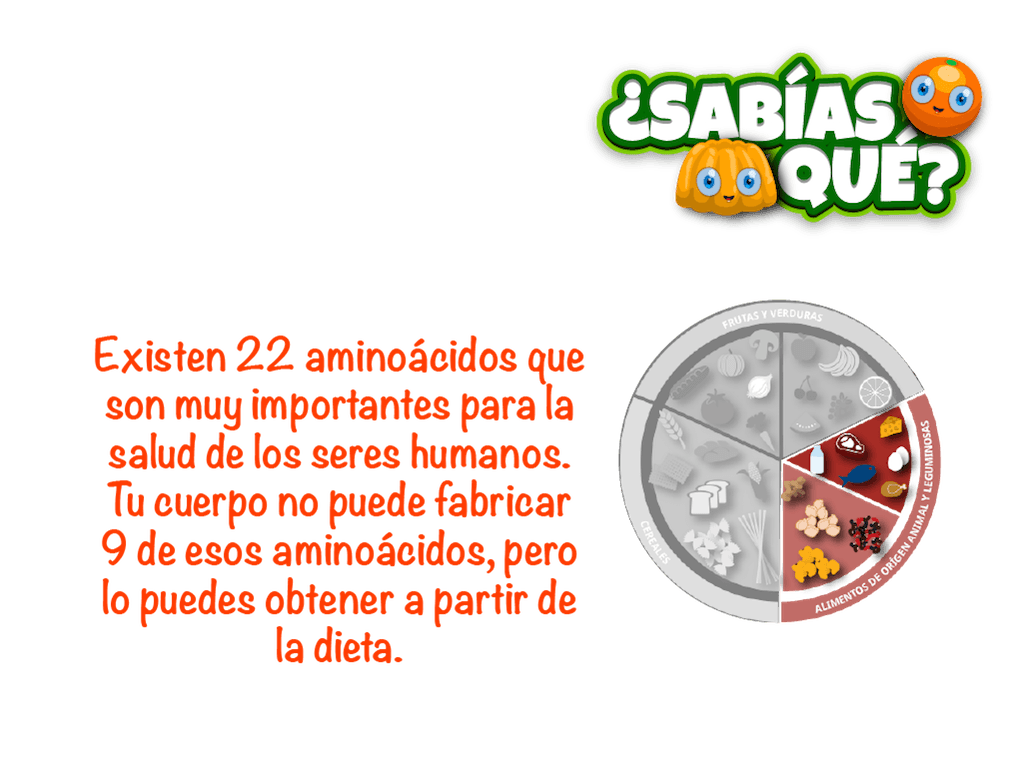 ¿SABÍAS
QUÉ?
Existen 22 aminoácidos que
son muy importantes para la
salud de los seres humanos.
Tu cuerpo no puede fabricar
9 de esos aminoácidos, pero
lo puedes obtener a partir de
la dieta.
FRUTAS Y VERDURAS
CEREALES
ALIMENTOS DE ORÍGEN ANIMAL Y LEGUMINOSAS